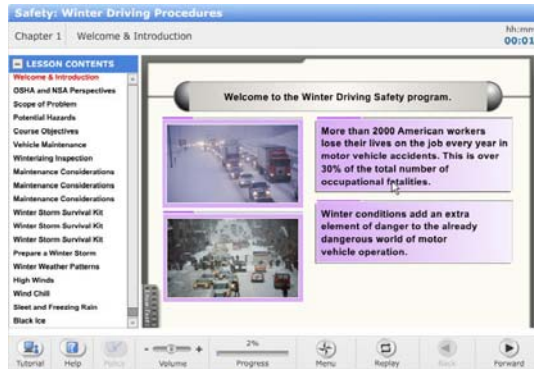 Safety: Winter Driving Procedures
Chapter 1 Welcome & Introduction
hh:mm
00:01
LESSON CONTENTS
Welcome & Introduction
OSHA and NSA Perspectives
Scope of Problem
Potential Hazards
Course Objectives
Vehicle Maintenance
Winterizing Inspection
Maintenance Considerations
Maintenance Considerations
Maintenance Considerations
Winter Storm Survival Kit
Winter Storm Survival Kit
Winter Storm Survival Kit
Prepare a Winter Storm
Winter Weather Patterns
High Winds
Wind Chill
Sleet and Freezing Rain
Black Ice
Welcome to the Winter Driving Safety program.
More than 2000 American workers
lose their lives on the job every year in
motor vehicle accidents. This is over
30% of the total number of
occupational fatalities.
Winter conditions add an extra
element of danger to the already
dangerous world of motor
vehicle operation.
2%
Tutorial
Help
- +
Volume
Progress
Menu
Replay
Back
Forward